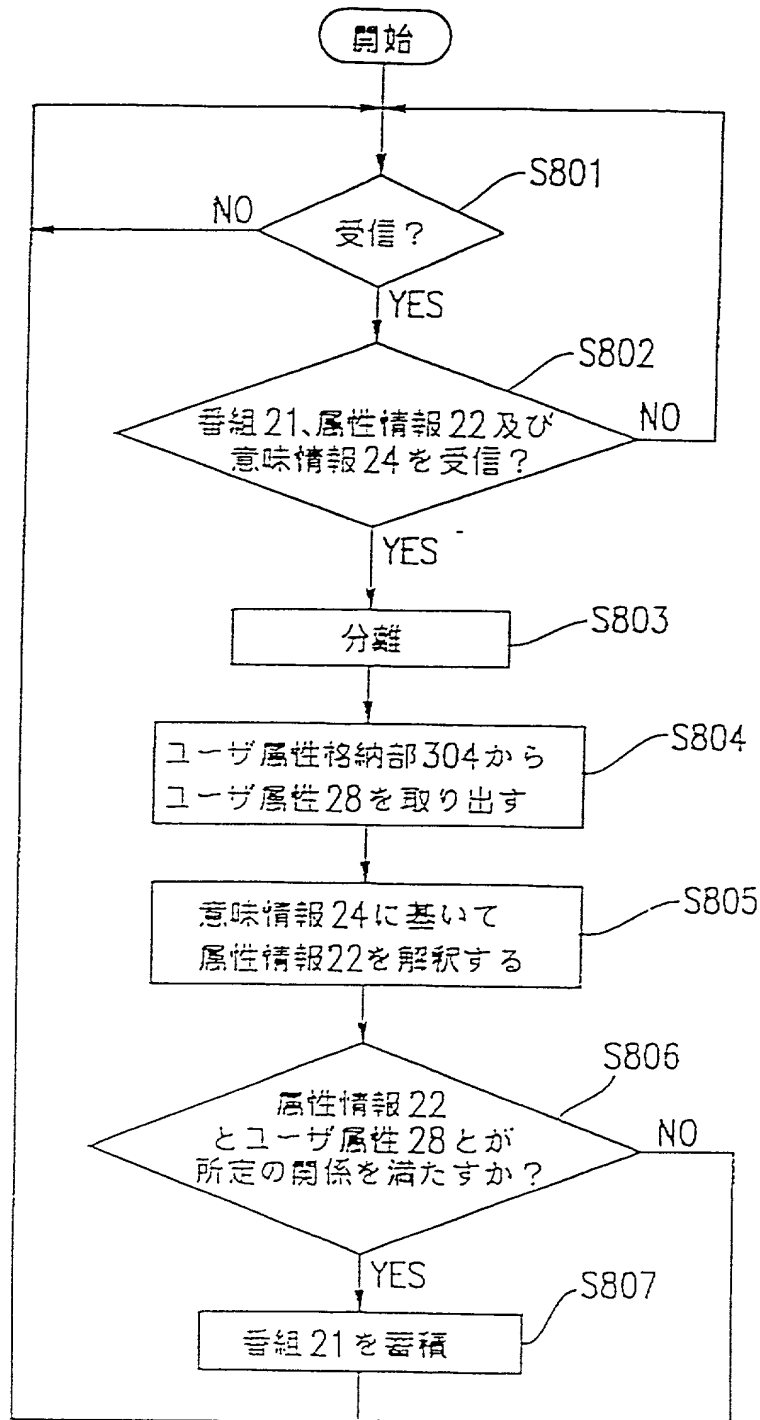 開始
S801
NO
受信？
YES
S802
番組21、属性情報22及び
意味情報24を受信？
NO
YES
S803
分離
S804
ユーザ属性格納部304から
ユーザ属性28を取り出す
S805
意味情報24に基いて
属性情報22を解釈する
S806
属性情報22
とユーザ属性28とが
所定の関係を満たすか？
NO
YES
S807
番組21を蓄積